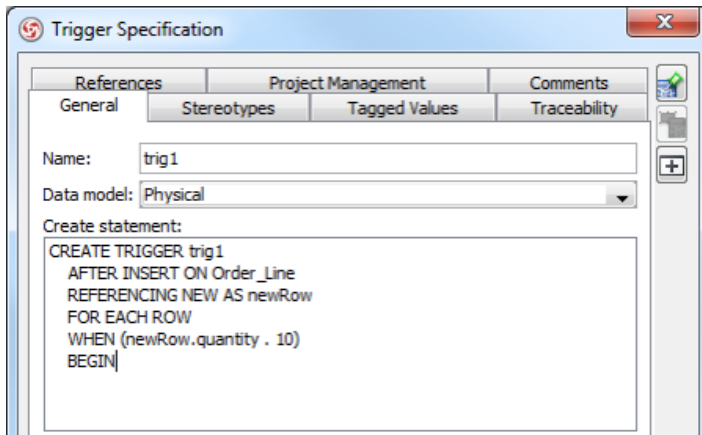 Trigger Specification
References Project Management Comments
General Stereotypes Tagged Values Traceability
Name: trig1
Data model: Physical
Create statement:
CREATE TRIGGER trig1
AFTER INSERT ON Order_Line
REFERENCING NEW AS newRow
FOR EACH ROW
WHEN (newRow.quantity . 10)
BEGIN